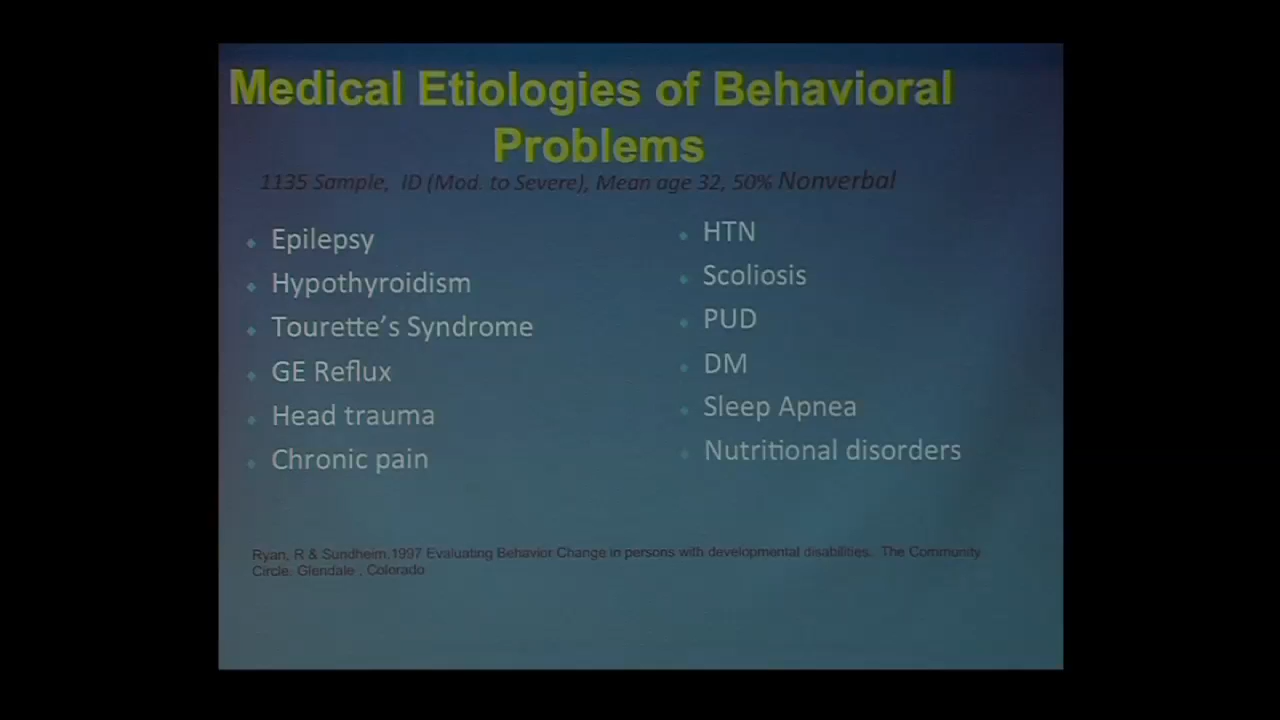 Medical Etiologies of Behavioral
Problems
1135 Sample, ID (Mod. to Severe), Mean age 32, 50% Nonverbal
Epilepsy
Hypothyroidism
Tourette's Syndrome
GE Reflux
Head trauma
Chronic pain
HTN
Scoliosis
PUD
DM
Sleep Apnea
Nutritional disorders
Ryan, R & Sundheim.1997 Evaluating Behavior Change in persons with developmental disabilities. The Community
Circle. Glendale , Colorado